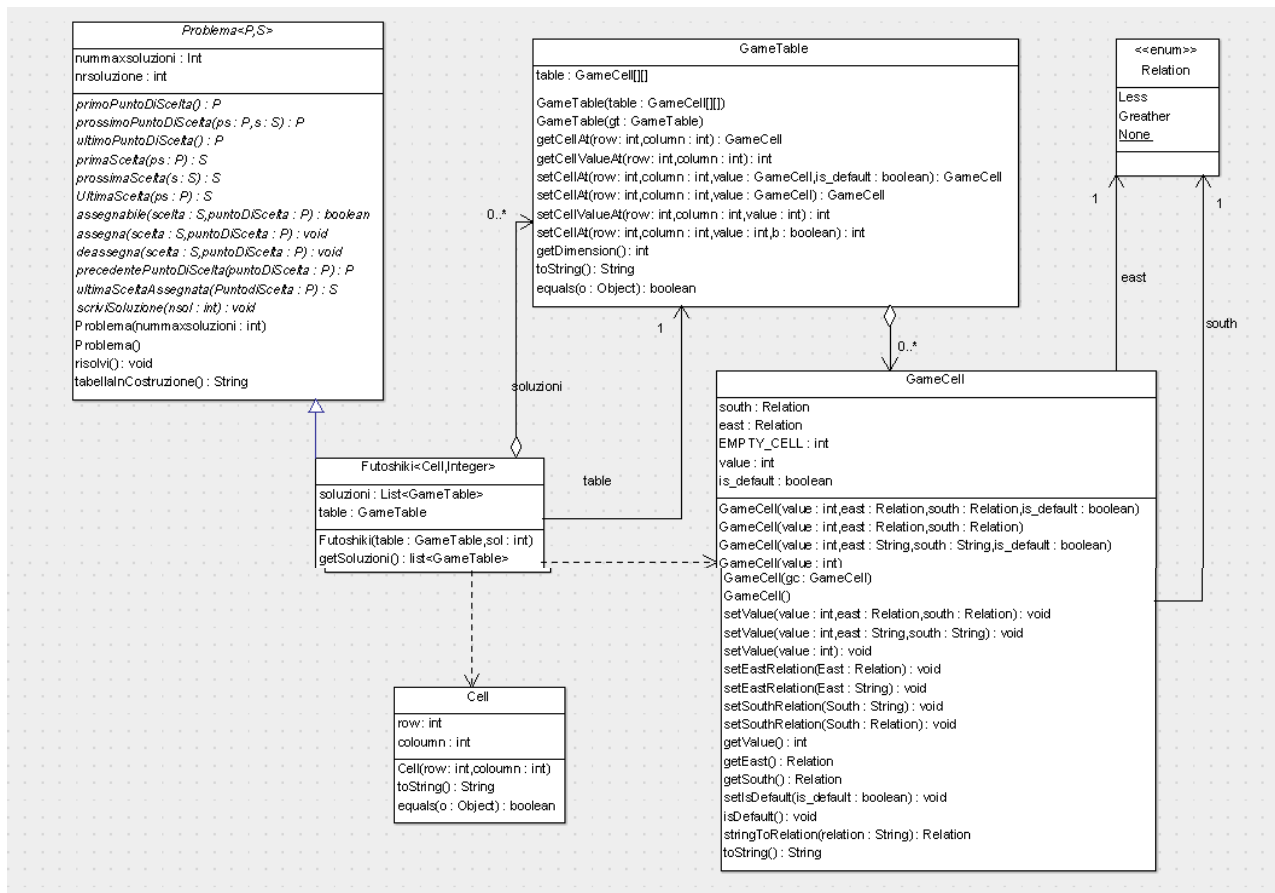 Problema<P,S>
nummaxsoluzioni : Int
nrsoluzione : int
primoPuntoDiScelta() : P
prossimoPuntoDiScelta(ps : P,s : S) : P
ultimoPuntoDiScelta() : P
primaScelta(ps : P) : S
prossimaScelta(s : S) : S
UltimaScelta(ps : P) : S
assegnabile(scelta : S,puntoDiScelta : P) : boolean
assegna(scelta : S,puntoDiScelta : P) : void
deassegna(scelta : S,puntoDiScelta : P) : void
precedentePuntoDiScelta(puntoDiScelta : P) : P
ultimaSceltaAssegnata(PuntodiScelta : P) : S
scriviSoluzione(nsol : int) : void
Problema(nummaxsoluzioni : int)
Problema()
risolvi() : void
tabellaInCostruzione() : String
GameTable
table : GameCell[][]
GameTable(table : GameCell[][])
GameTable(gt : GameTable)
getCellAt(row : int,column : int) : GameCell
getCellValueAt(row : int,column : int) : int
setCellAt(row : int,column : int,value : GameCell,is_default : boolean) : GameCell
setCellAt(row : int,column : int,value : GameCell) : GameCell
setCellValueAt(row : int,column : int,value : int) : int
setCellAt(row : int,column : int,value : int,b : boolean) : int
getDimension() : int
toString() : String
equals(o : Object) : boolean
<<enum>>
Relation
Less
Greather
None
0..*
1
1
east
south
1
0..*
soluzioni
table
Futoshiki<Cell,Integer>
soluzioni : List<GameTable>
table : GameTable
Futoshiki(table : GameTable,sol : int)
getSoluzioni() : list<GameTable>
GameCell
south : Relation
east : Relation
EMPTY_CELL : int
value : int
is_default : boolean
GameCell(value : int,east : Relation,south : Relation,is_default : boolean)
GameCell(value : int,east : Relation,south : Relation)
GameCell(value : int,east : String,south : String,is_default : boolean)
GameCell(value : int)
GameCell(gc : GameCell)
GameCell()
setValue(value : int,east : Relation,south : Relation) : void
setValue(value : int,east : String,south : String) : void
setValue(value : int) : void
setEastRelation(East : Relation) : void
setEastRelation(East : String) : void
setSouthRelation(South : String) : void
setSouthRelation(South : Relation) : void
getValue() : int
getEast() : Relation
getSouth() : Relation
setIsDefault(is_default : boolean) : void
isDefault() : void
stringToRelation(relation : String) : Relation
toString() : String
Cell
row : int
coloumn : int
Cell(row : int,coloumn : int)
toString() : String
equals(o : Object) : boolean